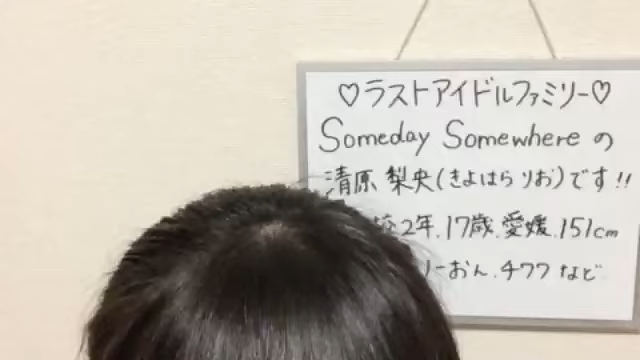 ♡ラストアイドルファミリー♡
Someday Somewhere の
清原 梨央(きよはら りお)です!!
校2年.17歳.愛媛.151cm
りーおん.チワワ など